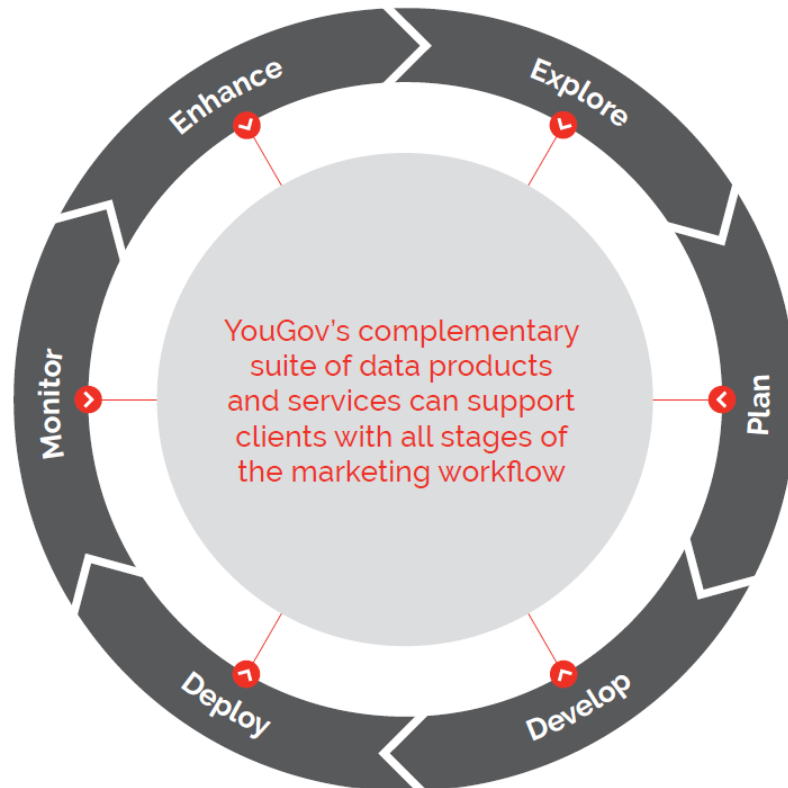 Enhance
Explore
Plan
Develop
Deploy
Monitor
YouGov’s complementary
suite of data products
and services can support
clients with all stages of
the marketing workflow